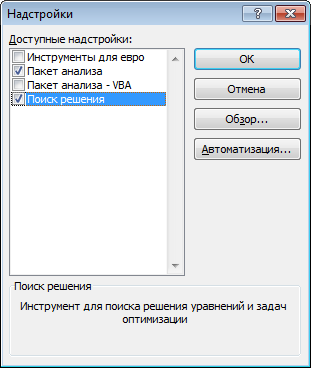 Надстройки
Доступные надстройки:
Инструменты для евро
Пакет анализа
Пакет анализа - VBA
Поиск решения
ОК
Отмена
Обзор...
Автоматизация...
Поиск решения
Инструмент для поиска решения уравнений и задач
оптимизации